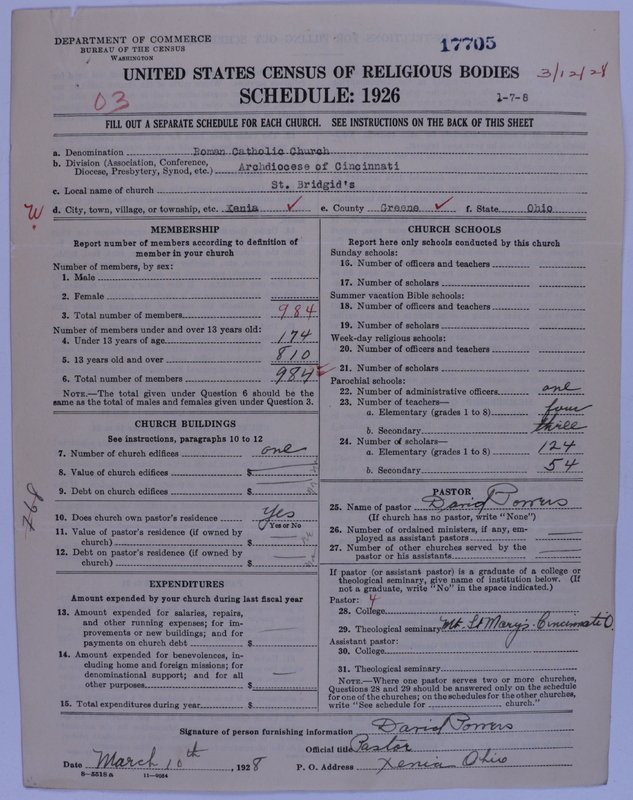 DEPARTMENT OF COMMERCE
BUREAU OF THE CENSUS
WASHINGTON
17705
UNITED STATES CENSUS OF RELIGIOUS BODIES
3/12/28
03
SCHEDULE: 1926
1-7-8
FILL OUT A SEPARATE SCHEDULE FOR EACH CHURCH. SEE INSTRUCTIONS ON THE BACK OF THIS SHEET
a. Denomination Roman Catholic Church
b. Division (Association, Conference, Diocese, Presbytery, Synod, etc.) Archdiocese of Cincinnati
c. Local name of church St. Bridgid's
d. City, town, village, or township, etc. Xenia e. County Greene f. State Ohio
W.
MEMBERSHIP
Report number of members according to definition of
member in your church
Number of members, by sex:
1. Male
2. Female
3. Total number of members 984
Number of members under and over 13 years old:
4. Under 13 years of age 174
5. 13 years old and over 810
6. Total number of members 984
NOTE.—The total given under Question 6 should be
same as the total of males and females given under Question 3.
CHURCH BUILDINGS
See instructions, paragraphs 10 to 12
7. Number of church edifices one
8. Value of church edifices $
9. Debt on church edifices $
10. Does church own pastor's residence Yes
Yes or No
11. Value of pastor's residence (if owned by
church) $
12. Debt on pastor's residence (if owned by
church) $
768
EXPENDITURES
Amount expended by your church during last fiscal year
13. Amount expended for salaries, repairs,
and other running expenses; for im-
provements or new buildings; and for
payments on church debt $
14. Amount expended for benevolences, in-
cluding home and foreign missions; for
denominational support; and for all
other purposes $
15. Total expenditures during year $
CHURCH SCHOOLS
Report here only schools conducted by this church
Sunday schools:
16. Number of officers and teachers
17. Number of scholars
Summer vacation Bible schools:
18. Number of officers and teachers
19. Number of scholars
Week-day religious schools:
20. Number of officers and teachers
21. Number of scholars
Parochial schools:
22. Number of administrative officers one
23. Number of teachers—
a. Elementary (grades 1 to 8) four
b. Secondary three
24. Number of scholars—
a. Elementary (grades 1 to 8) 124
b. Secondary 54
PASTOR
25. Name of pastor David Powers
(If church has no pastor, write "None")
26. Number of ordained ministers, if any, em-
ployed as assistant pastors
27. Number of other churches served by the
pastor or his assistants
If pastor (or assistant pastor) is a graduate of a college or
theological seminary, give name of institution below. (If
not a graduate, write "No" in the space indicated.)
Pastor: 4
28. College
29. Theological seminary Mt. St Mary's Cincinnati O.
Assistant pastor:
30. College
31. Theological seminary
NOTE.—Where one pastor serves two or more churches,
Questions 28 and 29 should be answered only on the schedule
for one of the churches; on the schedules for the other churches,
write "See schedule for church."
Signature of person furnishing information David Powers
Official title Pastor
Date March 10th, 1928 P. O. Address Xenia Ohio
8—5518a 11—9064